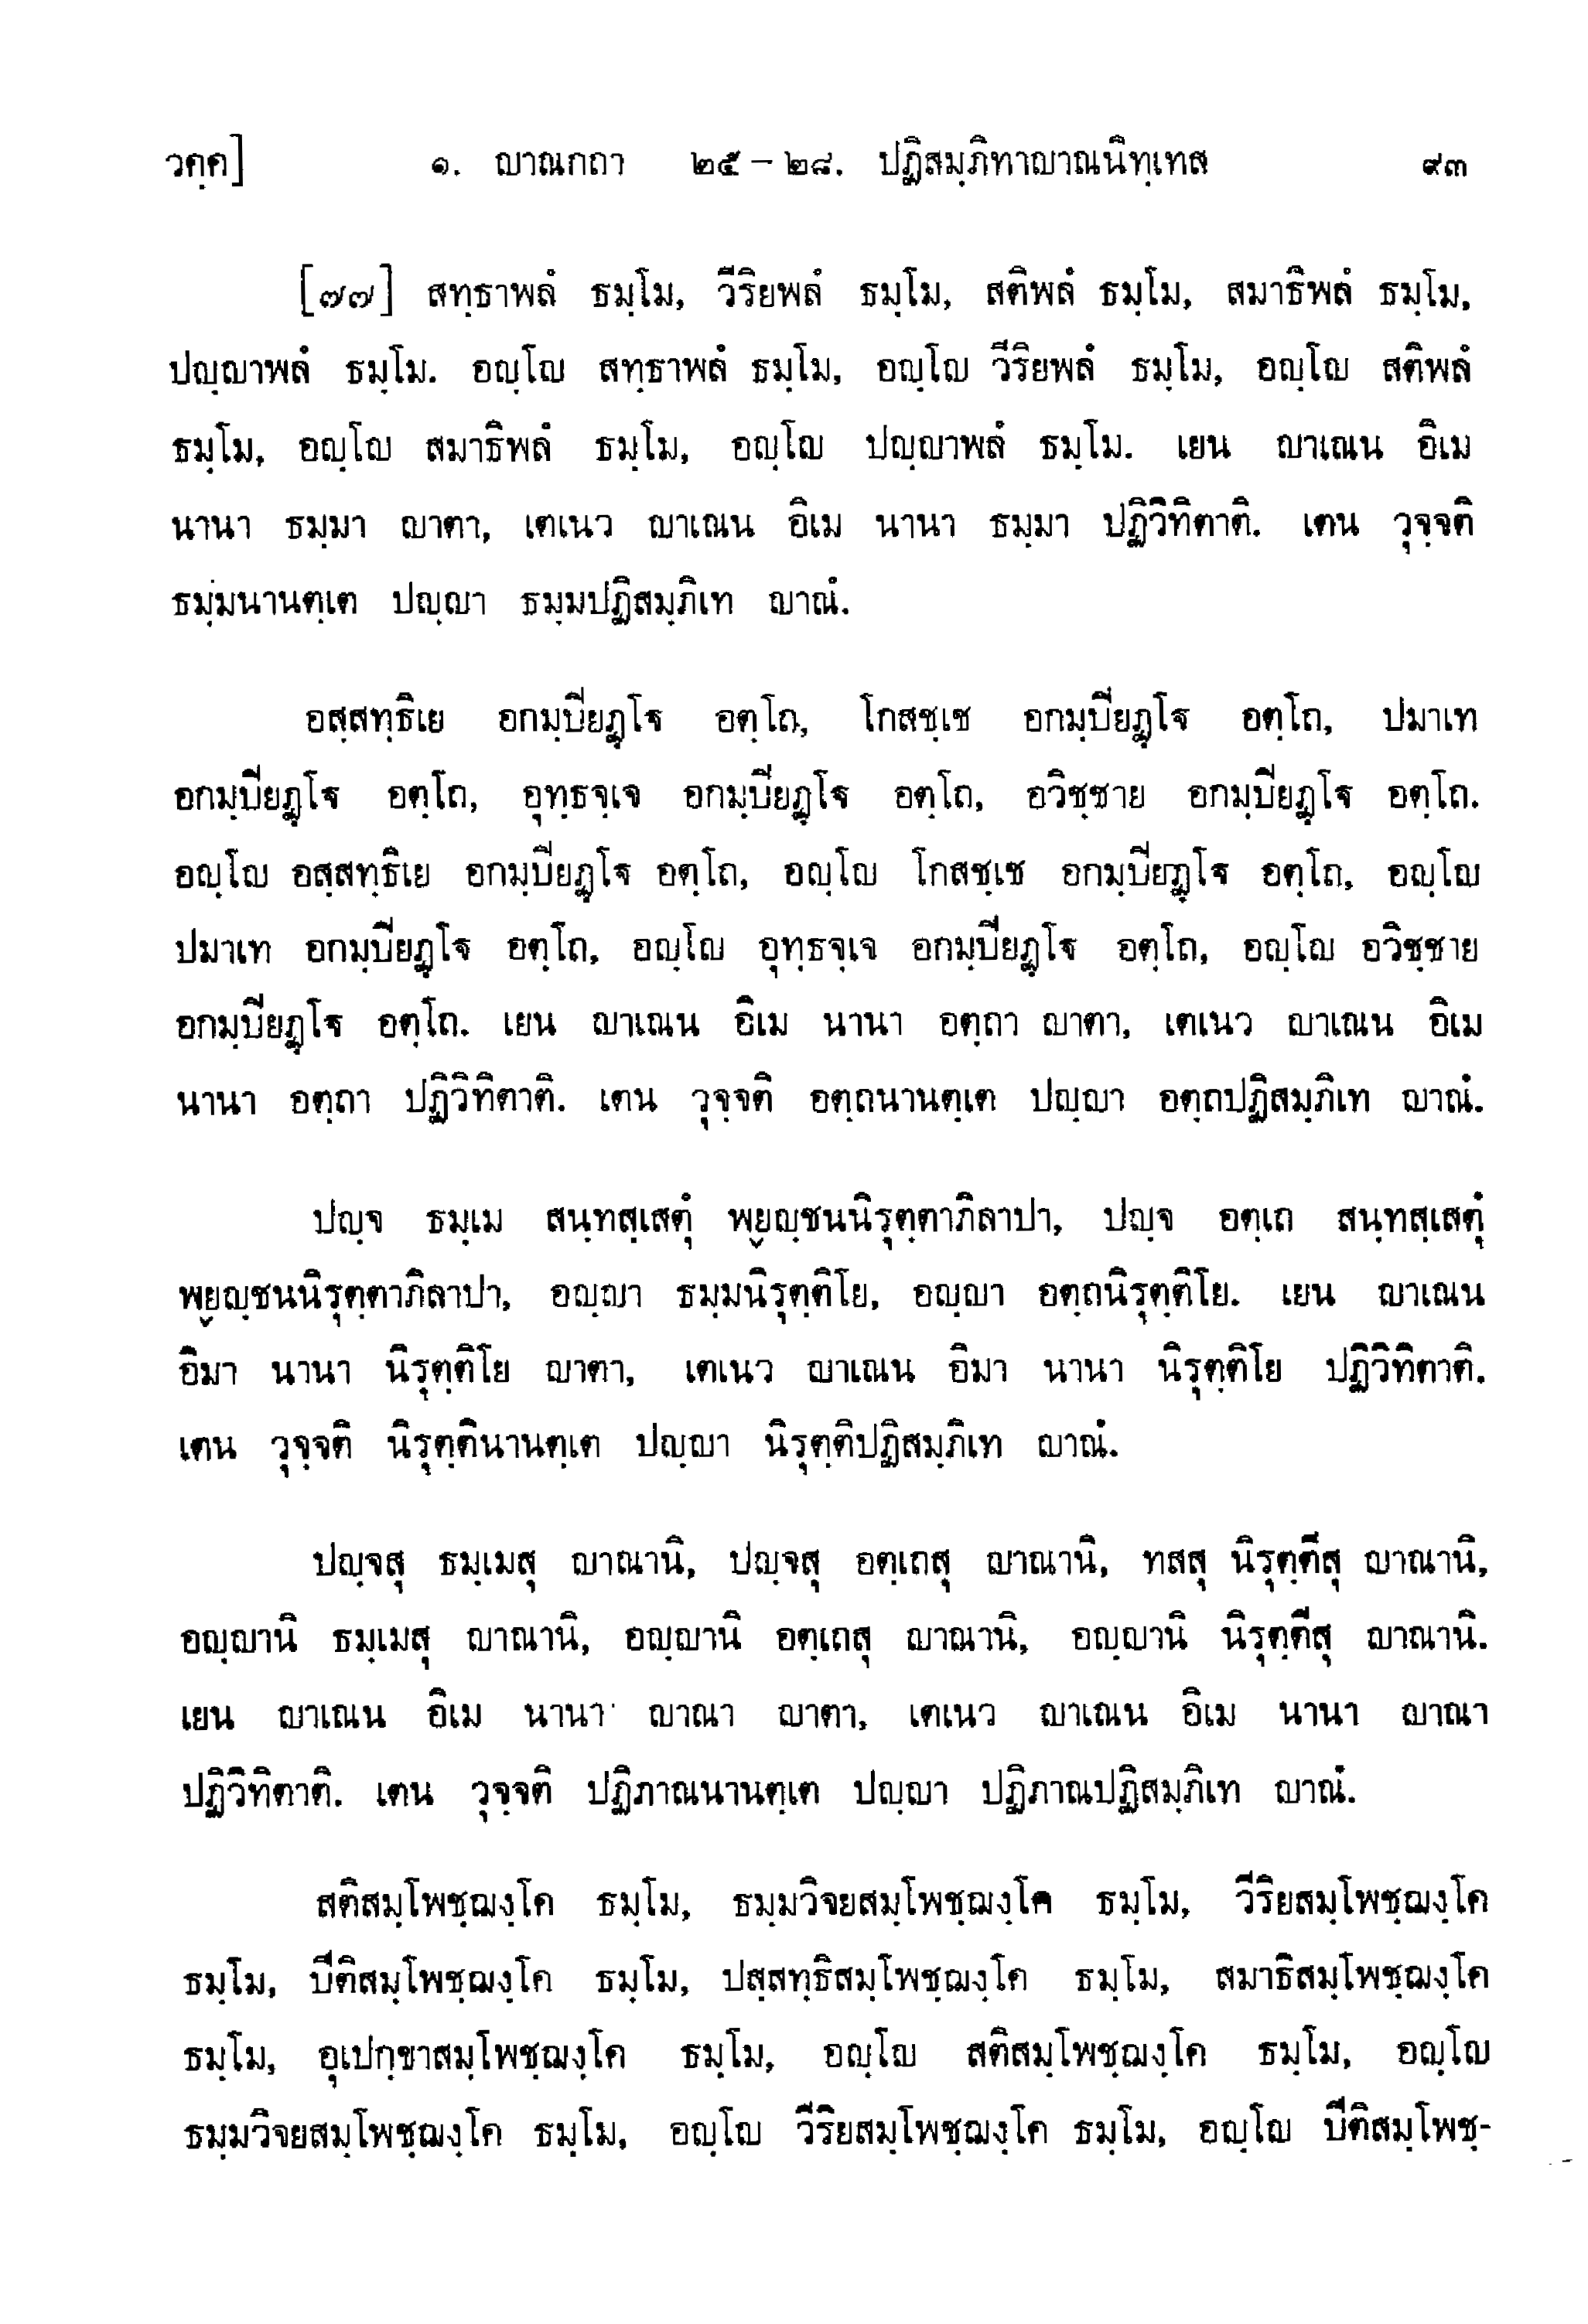 วคฺค] ๑. ญาณกถา ๒๕ – ๒๘. ปฏิสมฺภิทาญาณนิทฺเทส ๙๓
[๗๗] สทฺธาพลํ ธมฺโม, วีริยพลํ ธมฺโม, สติพลํ ธมฺโม, สมาธิพลํ ธมฺโม,
ปญฺญาพลํ ธมฺโม. อญฺโญ สทฺธาพลํ ธมฺโม, อญฺโญ วีริยพลํ ธมฺโม, อญฺโญ สติพลํ
ธมฺโม, อญฺโญ สมาธิพลํ ธมฺโม, อญฺโญ ปญฺญาพลํ ธมฺโม. เยน ญาเณน อิเม
นานา ธมฺมา ญาตา, เตเนว ญาเณน อิเม นานา ธมฺมา ปฏิวิทิตาติ. เตน วุจฺจติ
ธมฺมนานตฺเต ปญฺญา ธมฺมปฏิสมฺภิเท ญาณํ.
อสฺสทฺธิเย อกมฺปิยฏฺโฐ อตฺโถ, โกสชฺเช อกมฺปิยฏฺโฐ อตฺโถ, ปมาเท
อกมฺปิยฏฺโฐ อตฺโถ, อุทฺธจฺเจ อกมฺปิยฏฺโฐ อตฺโถ, อวิชฺชาย อกมฺปิยฏฺโฐ อตฺโถ.
อญฺโญ อสฺสทฺธิเย อกมฺปิยฏฺโฐ อตฺโถ, อญฺโญ โกสชฺเช อกมฺปิยฏฺโฐ อตฺโถ, อญฺโญ
ปมาเท อกมฺปิยฏฺโฐ อตฺโถ, อญฺโญ อุทฺธจฺเจ อกมฺปิยฏฺโฐ อตฺโถ, อญฺโญ อวิชฺชาย
อกมฺปิยฏฺโฐ อตฺโถ. เยน ญาเณน อิเม นานา อตฺถา ญาตา, เตเนว ญาเณน อิเม
นานา อตฺถา ปฏิวิทิตาติ. เตน วุจฺจติ อตฺถนานตฺเต ปญฺญา อตฺถปฏิสมฺภิเท ญาณํ.
ปญฺจ ธมฺเม สนฺทสฺเสตุํ พฺยญฺชนนิรุตฺตาภิลาปา, ปญฺจ อตฺเถ สนฺทสฺเสตุํ
พฺยญฺชนนิรุตฺตาภิลาปา, อญฺญา ธมฺมนิรุตฺติโย, อญฺญา อตฺถนิรุตฺติโย. เยน ญาเณน
อิมา นานา นิรุตฺติโย ญาตา, เตเนว ญาเณน อิมา นานา นิรุตฺติโย ปฏิวิทิตาติ.
เตน วุจฺจติ นิรุตฺตินานตฺเต ปญฺญา นิรุตฺติปฏิสมฺภิเท ญาณํ.
ปญฺจสุ ธมฺเมสุ ญาณานิ, ปญฺจสุ อตฺเถสุ ญาณานิ, ทสสุ นิรุตฺตีสุ ญาณานิ,
อญฺญานิ ธมฺเมสุ ญาณานิ, อญฺญานิ อตฺเถสุ ญาณานิ, อญฺญานิ นิรุตฺตีสุ ญาณานิ.
เยน ญาเณน อิเม นานา ญาณา ญาตา, เตเนว ญาเณน อิเม นานา ญาณา
ปฏิวิทิตาติ. เตน วุจฺจติ ปฏิภาณนานตฺเต ปญฺญา ปฏิภาณปฏิสมฺภิเท ญาณํ.
สติสมฺโพชฺฌงฺโค ธมฺโม, ธมฺมวิจยสมฺโพชฺฌงฺโค ธมฺโม, วีริยสมฺโพชฺฌงฺโค
ธมฺโม, ปีติสมฺโพชฺฌงฺโค ธมฺโม, ปสฺสทฺธิสมฺโพชฺฌงฺโค ธมฺโม, สมาธิสมฺโพชฺฌงฺโค
ธมฺโม, อุเปกฺขาสมฺโพชฺฌงฺโค ธมฺโม, อญฺโญ สติสมฺโพชฺฌงฺโค ธมฺโม, อญฺโญ
ธมฺมวิจยสมฺโพชฺฌงฺโค ธมฺโม, อญฺโญ วีริยสมฺโพชฺฌงฺโค ธมฺโม, อญฺโญ ปีติสมฺโพชฺ-